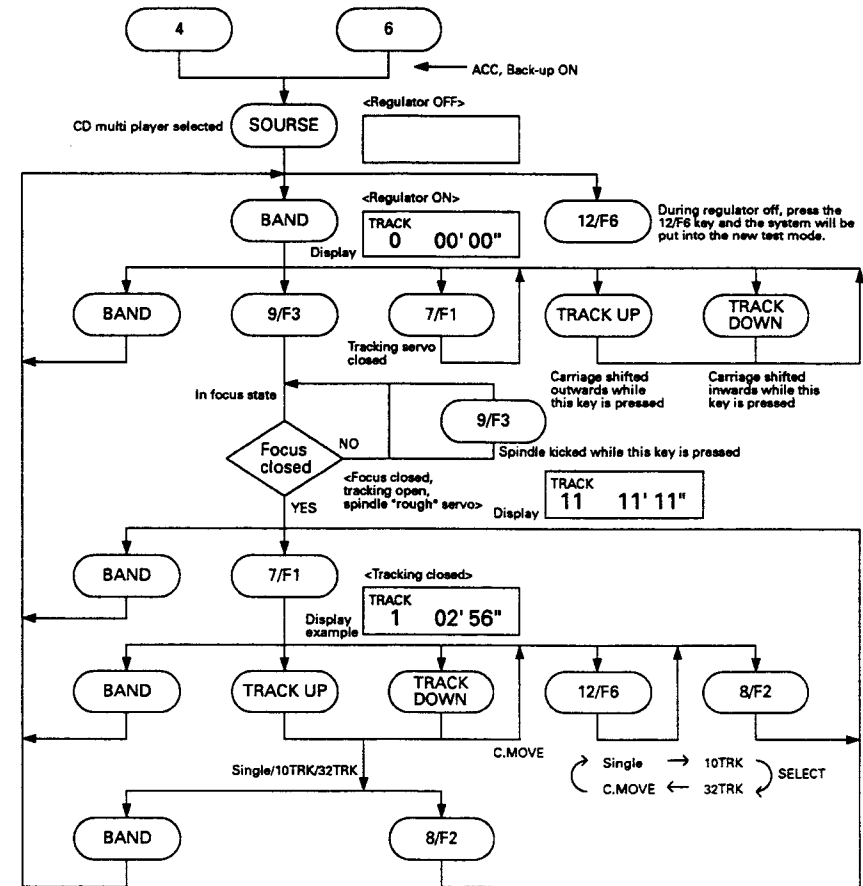 4
6
ACC, Back-up ON
<Regulator OFF>
CD multi player selected
SOURSE
<Regulator ON>
BAND
TRACK
0 00' 00"
Display
12/F6
During regulator off, press the
12/F6 key and the system will be
put into the new test mode.
BAND
9/F3
7/F1
TRACK UP
TRACK
DOWN
Tracking servo
closed
Carriage shifted
outwards while
this key is pressed
Carriage shifted
inwards while this
key is pressed
In focus state
9/F3
Focus
closed
NO
Spindle kicked while this key is pressed
YES
<Focus closed,
tracking open,
spindle "rough" servo>
Display
TRACK
11 11' 11"
BAND
7/F1
<Tracking closed>
TRACK
1 02' 56"
Display
example
BAND
TRACK UP
TRACK
DOWN
12/F6
8/F2
C.MOVE
Single/10TRK/32TRK
Single → 10TRK
C.MOVE ← 32TRK
SELECT
BAND
8/F2